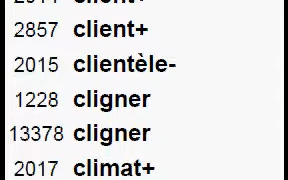 2857 client+
2015 clientèle-
1228 cligner
13378 cligner
2017 climat+